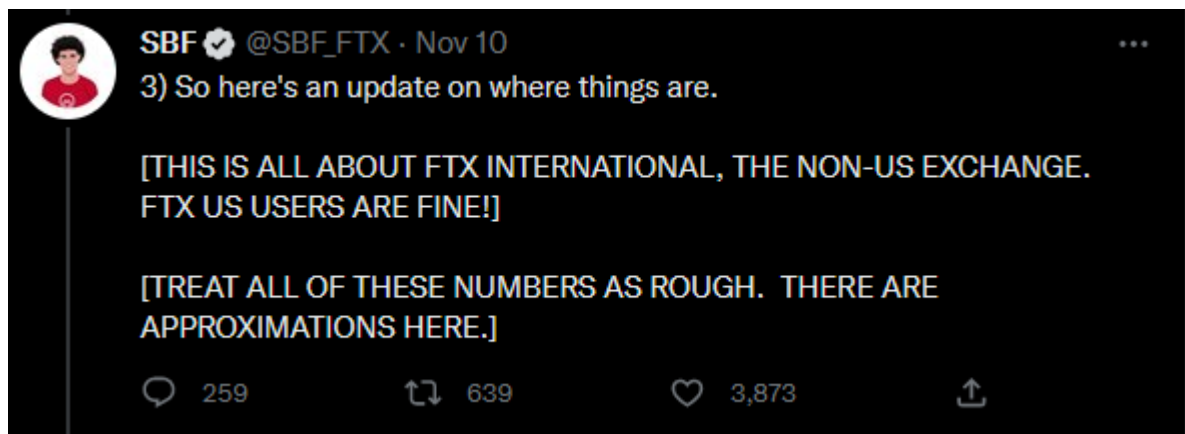 SBF @SBF_FTX · Nov 10
3) So here's an update on where things are.
[THIS IS ALL ABOUT FTX INTERNATIONAL, THE NON-US EXCHANGE.
FTX US USERS ARE FINE!]
[TREAT ALL OF THESE NUMBERS AS ROUGH.  THERE ARE
APPROXIMATIONS HERE.]
259 639 3,873